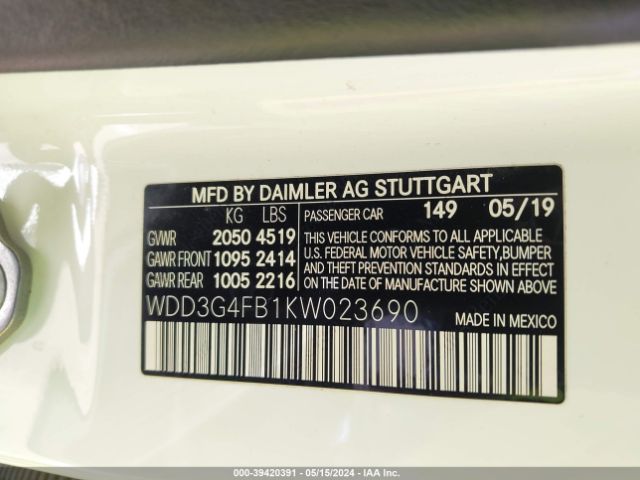 MFD BY DAIMLER AG STUTTGART
KG LBS
GVWR 2050 4519
GAWR FRONT 1095 2414
GAWR REAR 1005 2216
PASSENGER CAR 149 05/19
THIS VEHICLE CONFORMS TO ALL APPLICABLE
U.S. FEDERAL MOTOR VEHICLE SAFETY,BUMPER
AND THEFT PREVENTION STANDARDS IN EFFECT
ON THE DATE OF MANUFACTURE SHOWN ABOVE.
WDD3G4FB1KW023690
MADE IN MEXICO
000-39420391 - 05/15/2024 - IAA Inc.